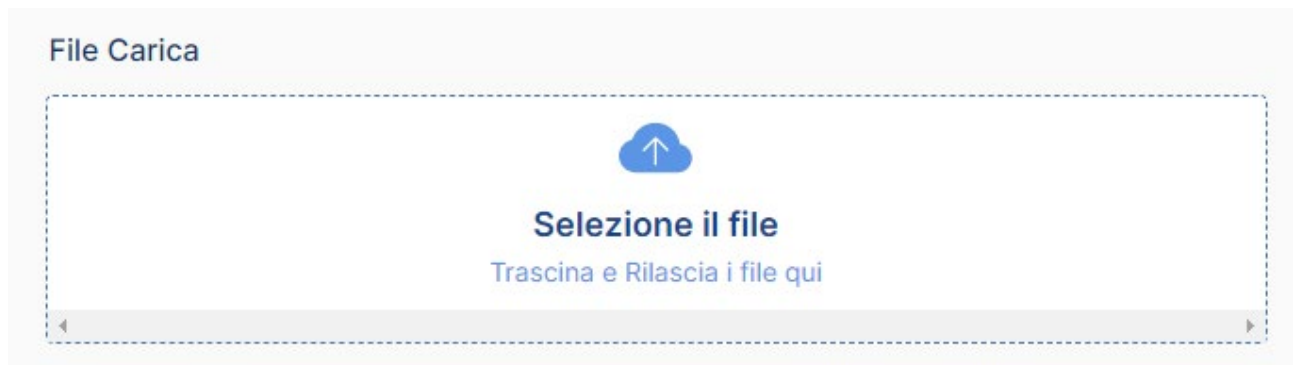 File Carica
Selezione il file
Trascina e Rilascia i file qui